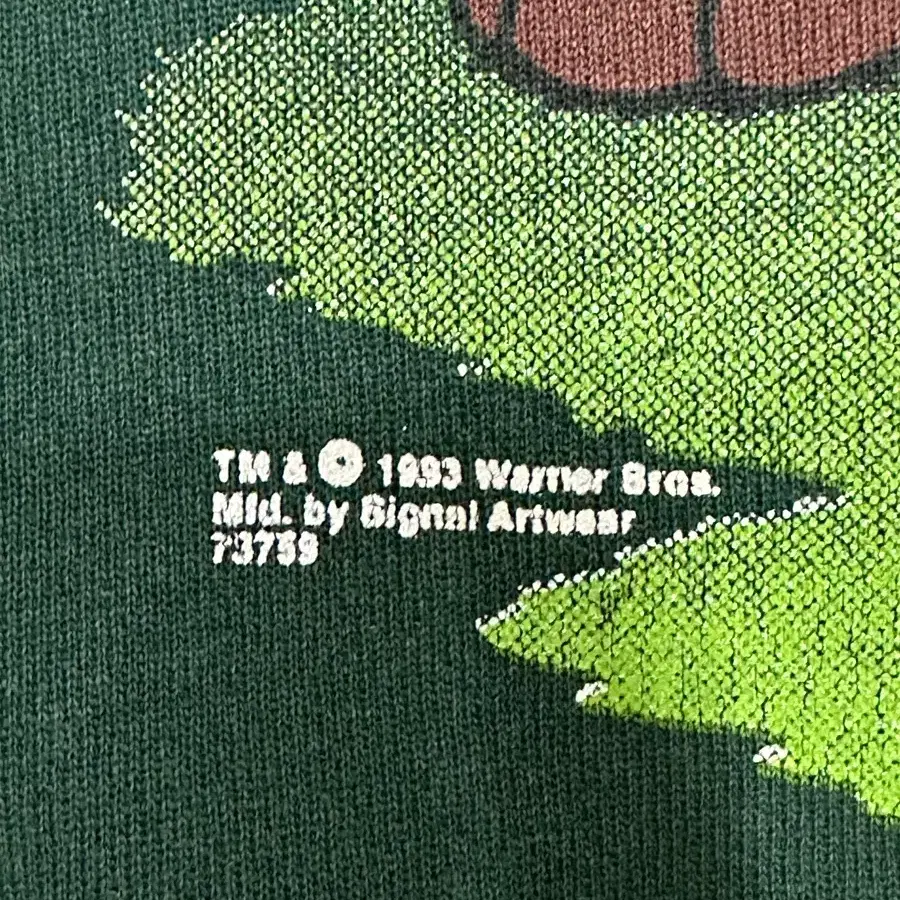 TM & © 1993 Warner Bros.
Mfd. by Signal Artwear
73759